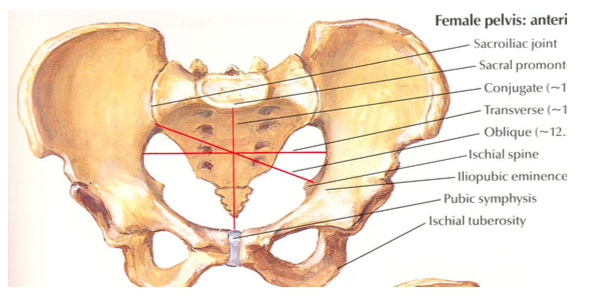 Female pelvis: anteri
Sacroiliac joint
Sacral promont
Conjugate (~1
Transverse (~1
Oblique (~12.
Ischial spine
Iliopubic eminence
Pubic symphysis
Ischial tuberosity